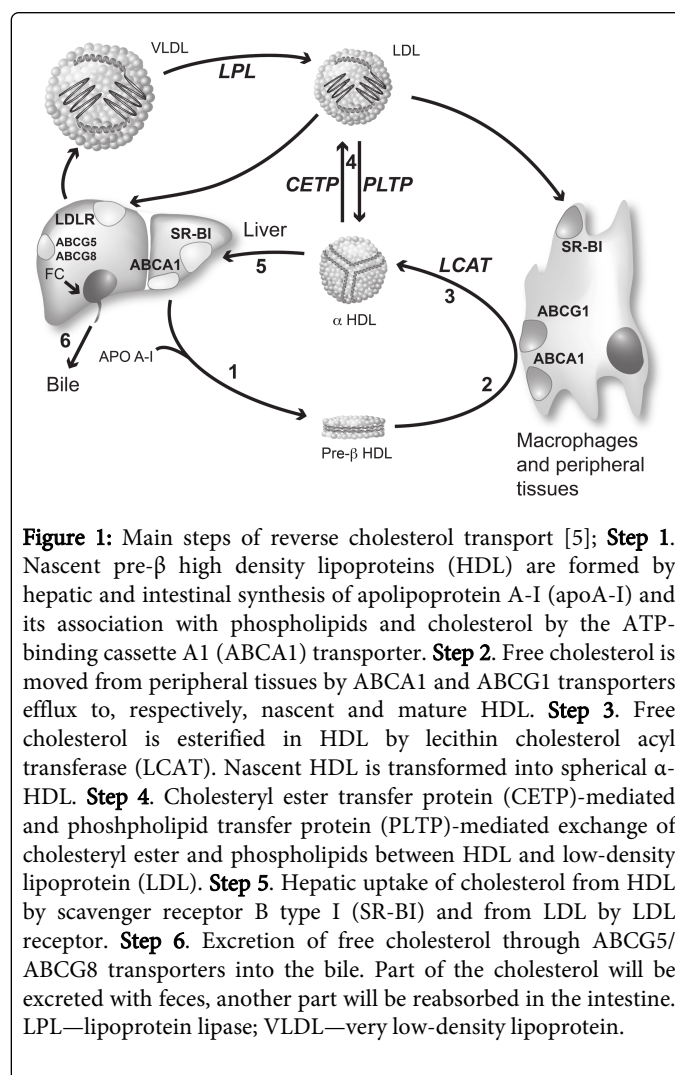 VLDL
LPL
LDL
4
CETP
PLTP
LDLR
ABCG5
ABCG8
FC
SR-BI
ABCA1
Liver
5
α HDL
LCAT
3
SR-BI
ABCG1
ABCA1
6
Bile
APO A-I
1
2
Pre-β HDL
Macrophages
and peripheral
tissues
Figure 1: Main steps of reverse cholesterol transport [5]; Step 1.
Nascent pre-β high density lipoproteins (HDL) are formed by
hepatic and intestinal synthesis of apolipoprotein A-I (apoA-I) and
its association with phospholipids and cholesterol by the ATP-
binding cassette A1 (ABCA1) transporter. Step 2. Free cholesterol is
moved from peripheral tissues by ABCA1 and ABCG1 transporters
efflux to, respectively, nascent and mature HDL. Step 3. Free
cholesterol is esterified in HDL by lecithin cholesterol acyl
transferase (LCAT). Nascent HDL is transformed into spherical α-
HDL. Step 4. Cholesteryl ester transfer protein (CETP)-mediated
and phoshpholipid transfer protein (PLTP)-mediated exchange of
cholesteryl ester and phospholipids between HDL and low-density
lipoprotein (LDL). Step 5. Hepatic uptake of cholesterol from HDL
by scavenger receptor B type I (SR-BI) and from LDL by LDL
receptor. Step 6. Excretion of free cholesterol through ABCG5/
ABCG8 transporters into the bile. Part of the cholesterol will be
excreted with feces, another part will be reabsorbed in the intestine.
LPL—lipoprotein lipase; VLDL—very low-density lipoprotein.